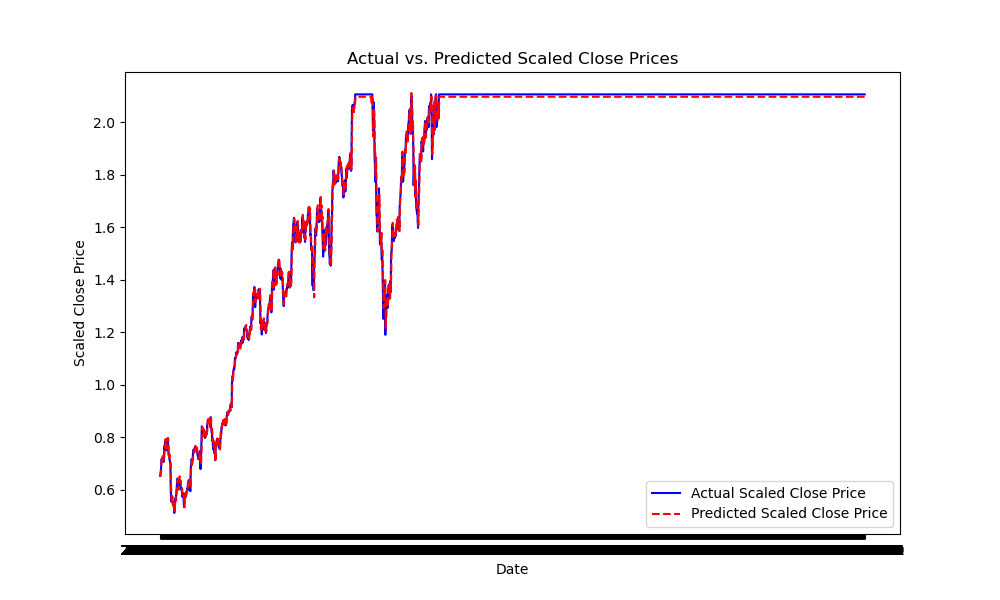 Actual vs. Predicted Scaled Close Prices
2.0
1.8
1.6
1.4
1.2
1.0
0.8
0.6
Scaled Close Price
Actual Scaled Close Price
Predicted Scaled Close Price
Date